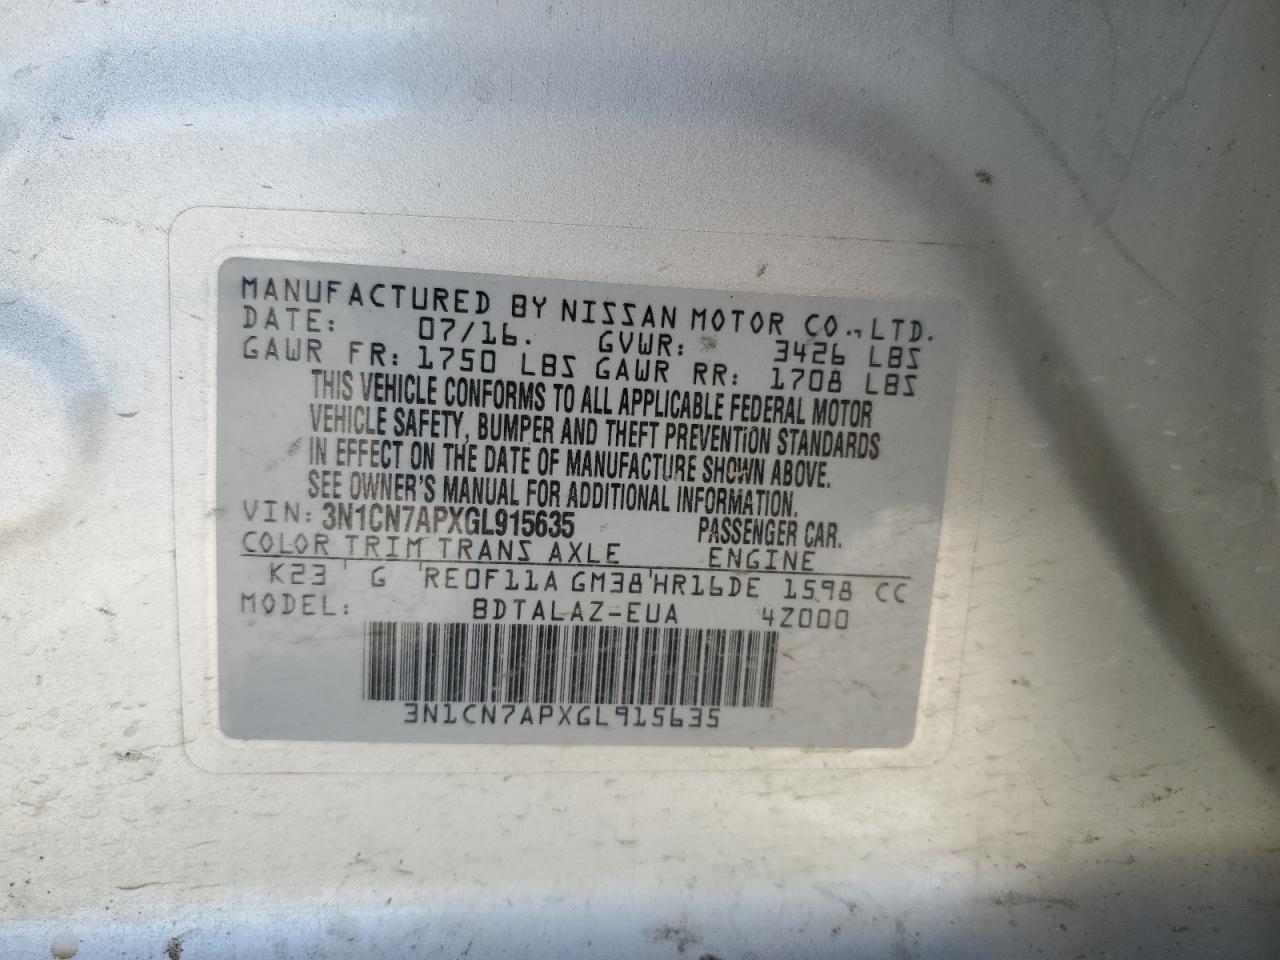 MANUFACTURED BY NISSAN MOTOR CO., LTD.
DATE: 07/16. GVWR: 3426 LBS
GAWR FR: 1750 LBS GAWR RR: 1708 LBS
THIS VEHICLE CONFORMS TO ALL APPLICABLE FEDERAL MOTOR
VEHICLE SAFETY, BUMPER AND THEFT PREVENTION STANDARDS
IN EFFECT ON THE DATE OF MANUFACTURE SHOWN ABOVE.
SEE OWNER'S MANUAL FOR ADDITIONAL INFORMATION.
VIN: 3N1CN7APXGL915635 PASSENGER CAR.
COLOR TRIM TRANS AXLE ENGINE
K23 ' G 'RE0F11A GM38'HR16DE 1598 CC
MODEL: BDTALAZ-EUA 4Z000
3N1CN7APXGL915635